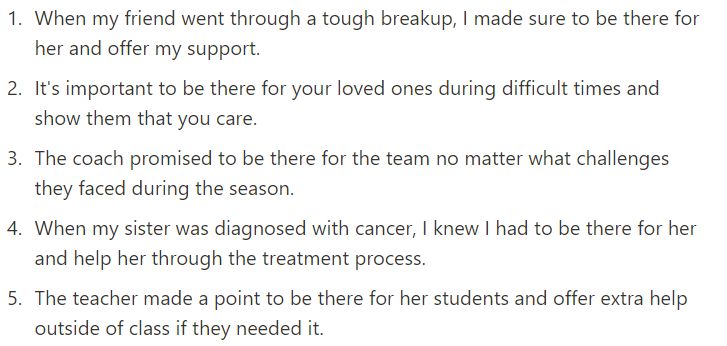 1. When my friend went through a tough breakup, I made sure to be there for
her and offer my support.
2. It's important to be there for your loved ones during difficult times and
show them that you care.
3. The coach promised to be there for the team no matter what challenges
they faced during the season.
4. When my sister was diagnosed with cancer, I knew I had to be there for her
and help her through the treatment process.
5. The teacher made a point to be there for her students and offer extra help
outside of class if they needed it.